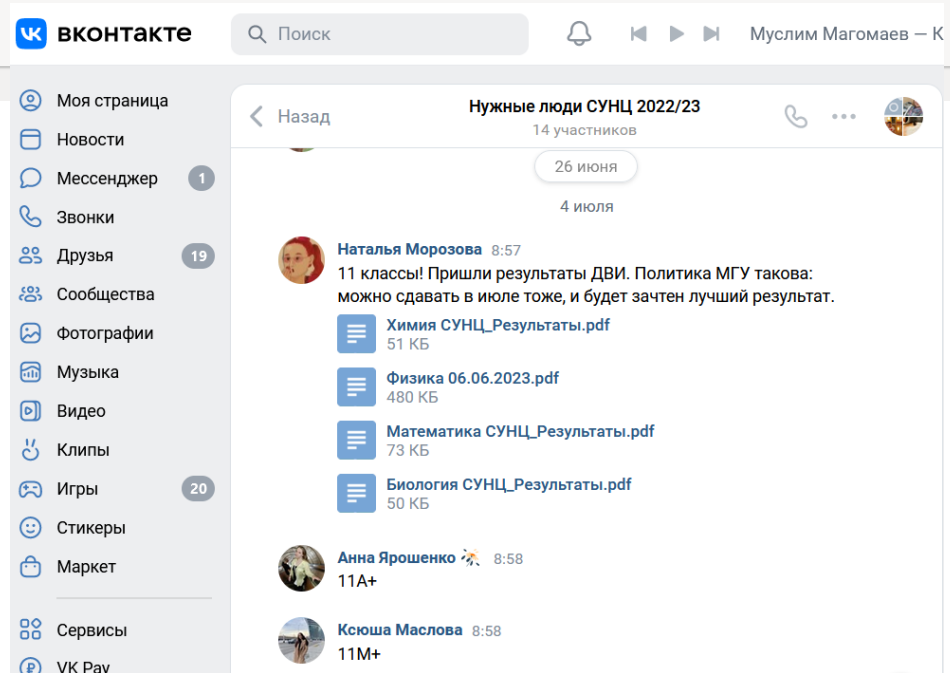 вконтакте
Поиск
Муслим Магомаев — К
Моя страница
Новости
Мессенджер 1
Звонки
Друзья 19
Сообщества
Фотографии
Музыка
Видео
Клипы
Игры 20
Стикеры
Маркет
Сервисы
VK Pay
Назад
Нужные люди СУНЦ 2022/23
14 участников
26 июня
4 июля
Наталья Морозова 8:57
11 классы! Пришли результаты ДВИ. Политика МГУ такова:
можно сдавать в июле тоже, и будет зачтен лучший результат.
Химия СУНЦ_Результаты.pdf
51 КБ
Физика 06.06.2023.pdf
480 КБ
Математика СУНЦ_Результаты.pdf
73 КБ
Биология СУНЦ_Результаты.pdf
50 КБ
Анна Ярошенко 8:58
11А+
Ксюша Маслова 8:58
11М+